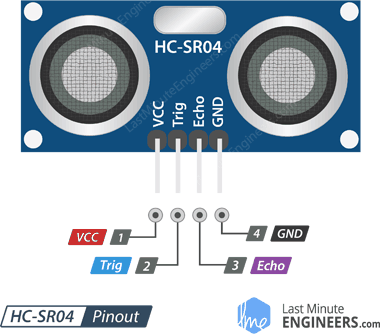 HC-SR04
VCC Trig Echo GND
VCC 1
4 GND
Trig 2
3 Echo
HC-SR04 Pinout
lme
Last Minute
ENGINEERS.com